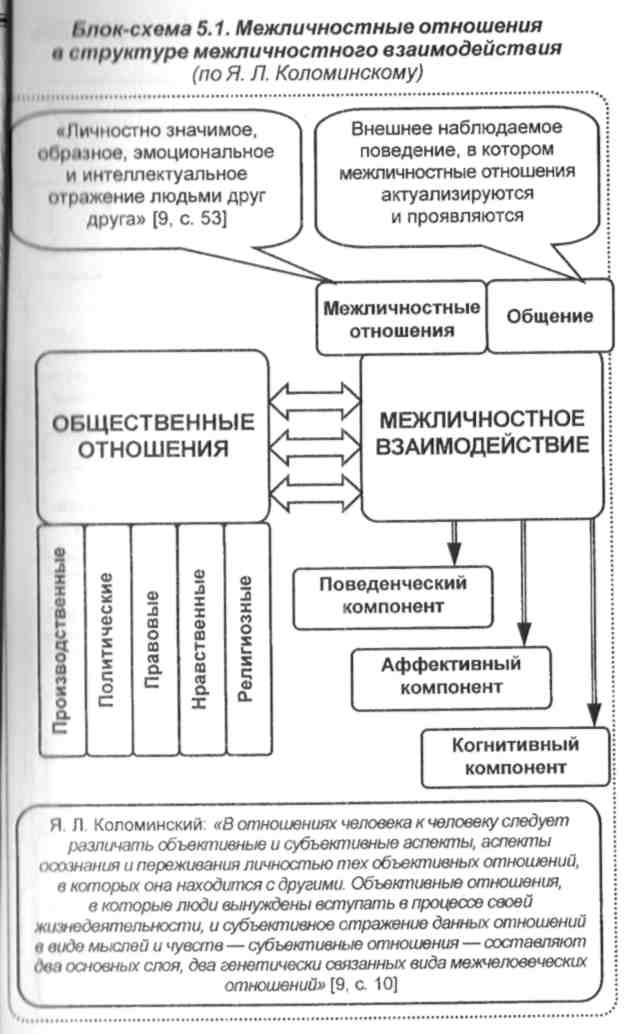 Блок-схема 5.1. Межличностные отношения
в структуре межличностного взаимодействия
(по Я. Л. Коломинскому)
«Личностно значимое,
образное, эмоциональное
и интеллектуальное
отражение людьми друг
друга» [9, с. 53]
Внешнее наблюдаемое
поведение, в котором
межличностные отношения
актуализируются
и проявляются
Межличностные
отношения
Общение
ОБЩЕСТВЕННЫЕ
ОТНОШЕНИЯ
МЕЖЛИЧНОСТНОЕ
ВЗАИМОДЕЙСТВИЕ
Производственные
Политические
Правовые
Нравственные
Религиозные
Поведенческий
компонент
Аффективный
компонент
Когнитивный
компонент
Я. Л. Коломинский: «В отношениях человека к человеку следует
различать объективные и субъективные аспекты, аспекты
осознания и переживания личностью тех объективных отношений,
в которых она находится с другими. Объективные отношения,
в которые люди вынуждены вступать в процессе своей
жизнедеятельности, и субъективное отражение данных отношений
в виде мыслей и чувств — субъективные отношения — составляют
два основных слоя, два генетически связанных вида межчеловеческих
отношений» [9, с. 10]